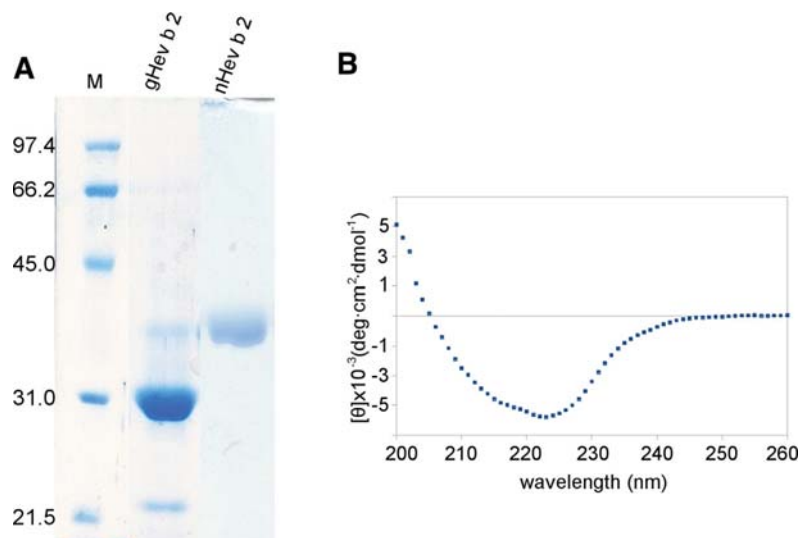 A
M
gHev b 2
nHev b 2
97.4
66.2
45.0
31.0
21.5
B
[θ]x10⁻³(deg·cm²·dmol⁻¹)
5
3
1
-1
-3
-5
200 210 220 230 240 250 260
wavelength (nm)